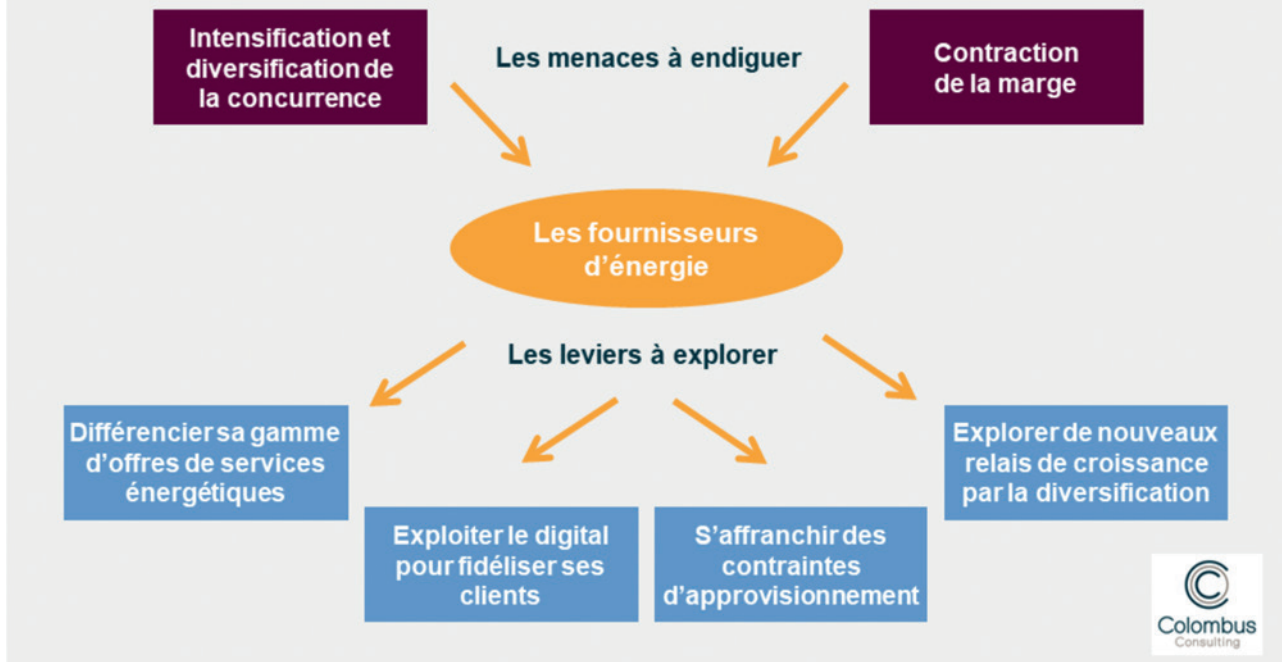 Intensification et
diversification de
la concurrence
Les menaces à endiguer
Contraction
de la marge
Les fournisseurs
d’énergie
Les leviers à explorer
Différencier sa gamme
d’offres de services
énergétiques
Exploiter le digital
pour fidéliser ses
clients
S’affranchir des
contraintes
d’approvisionnement
Explorer de nouveaux
relais de croissance
par la diversification
Colombus
Consulting